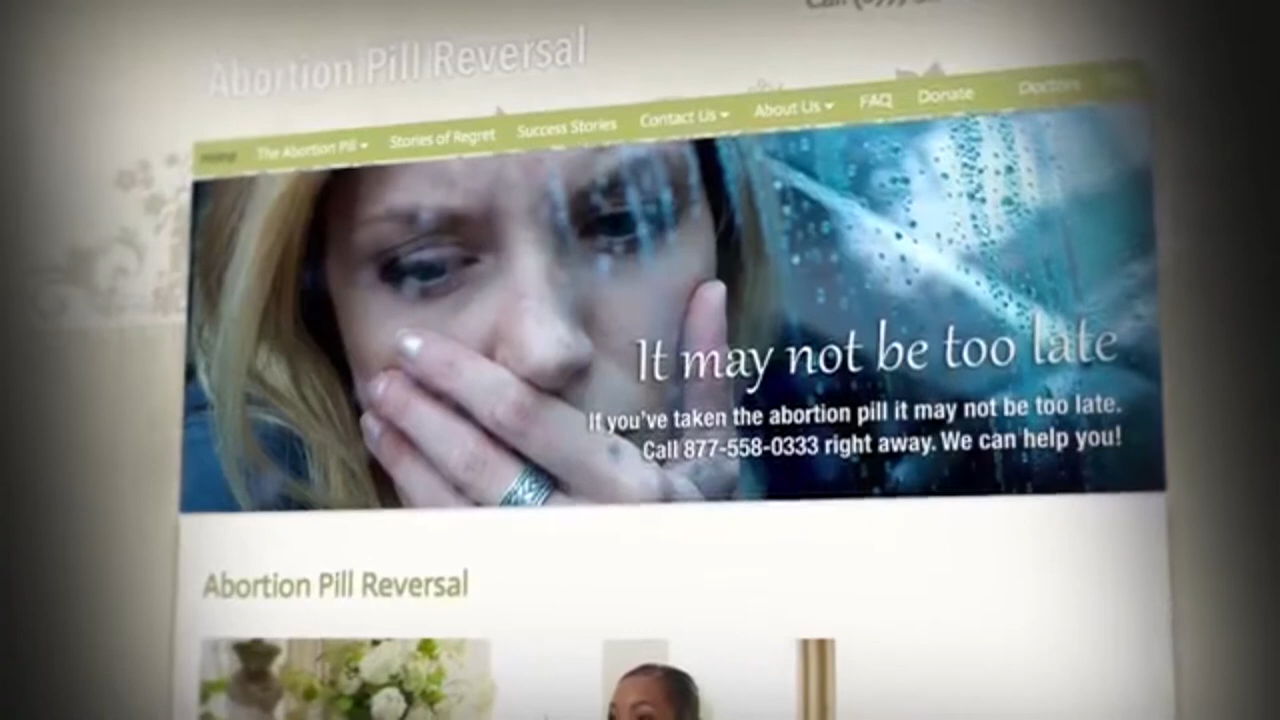 Abortion Pill Reversal
Home The Abortion Pill Stories of Regret Success Stories Contact Us About Us FAQ Donate Doctors
It may not be too late
If you've taken the abortion pill it may not be too late.
Call 877-558-0333 right away. We can help you!
Abortion Pill Reversal